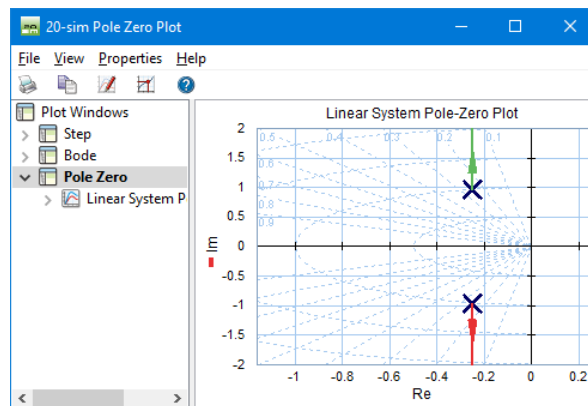 20-sim Pole Zero Plot
File View Properties Help
Plot Windows
Step
Bode
Pole Zero
Linear System P
Linear System Pole-Zero Plot
2
1.5
1
0.5
0
-0.5
-1
-1.5
-2
Im
0.5 0.4 0.3 0.2 0.1
0.6
0.7
0.8
0.9
-1 -0.8 -0.6 -0.4 -0.2 0 0.2
Re